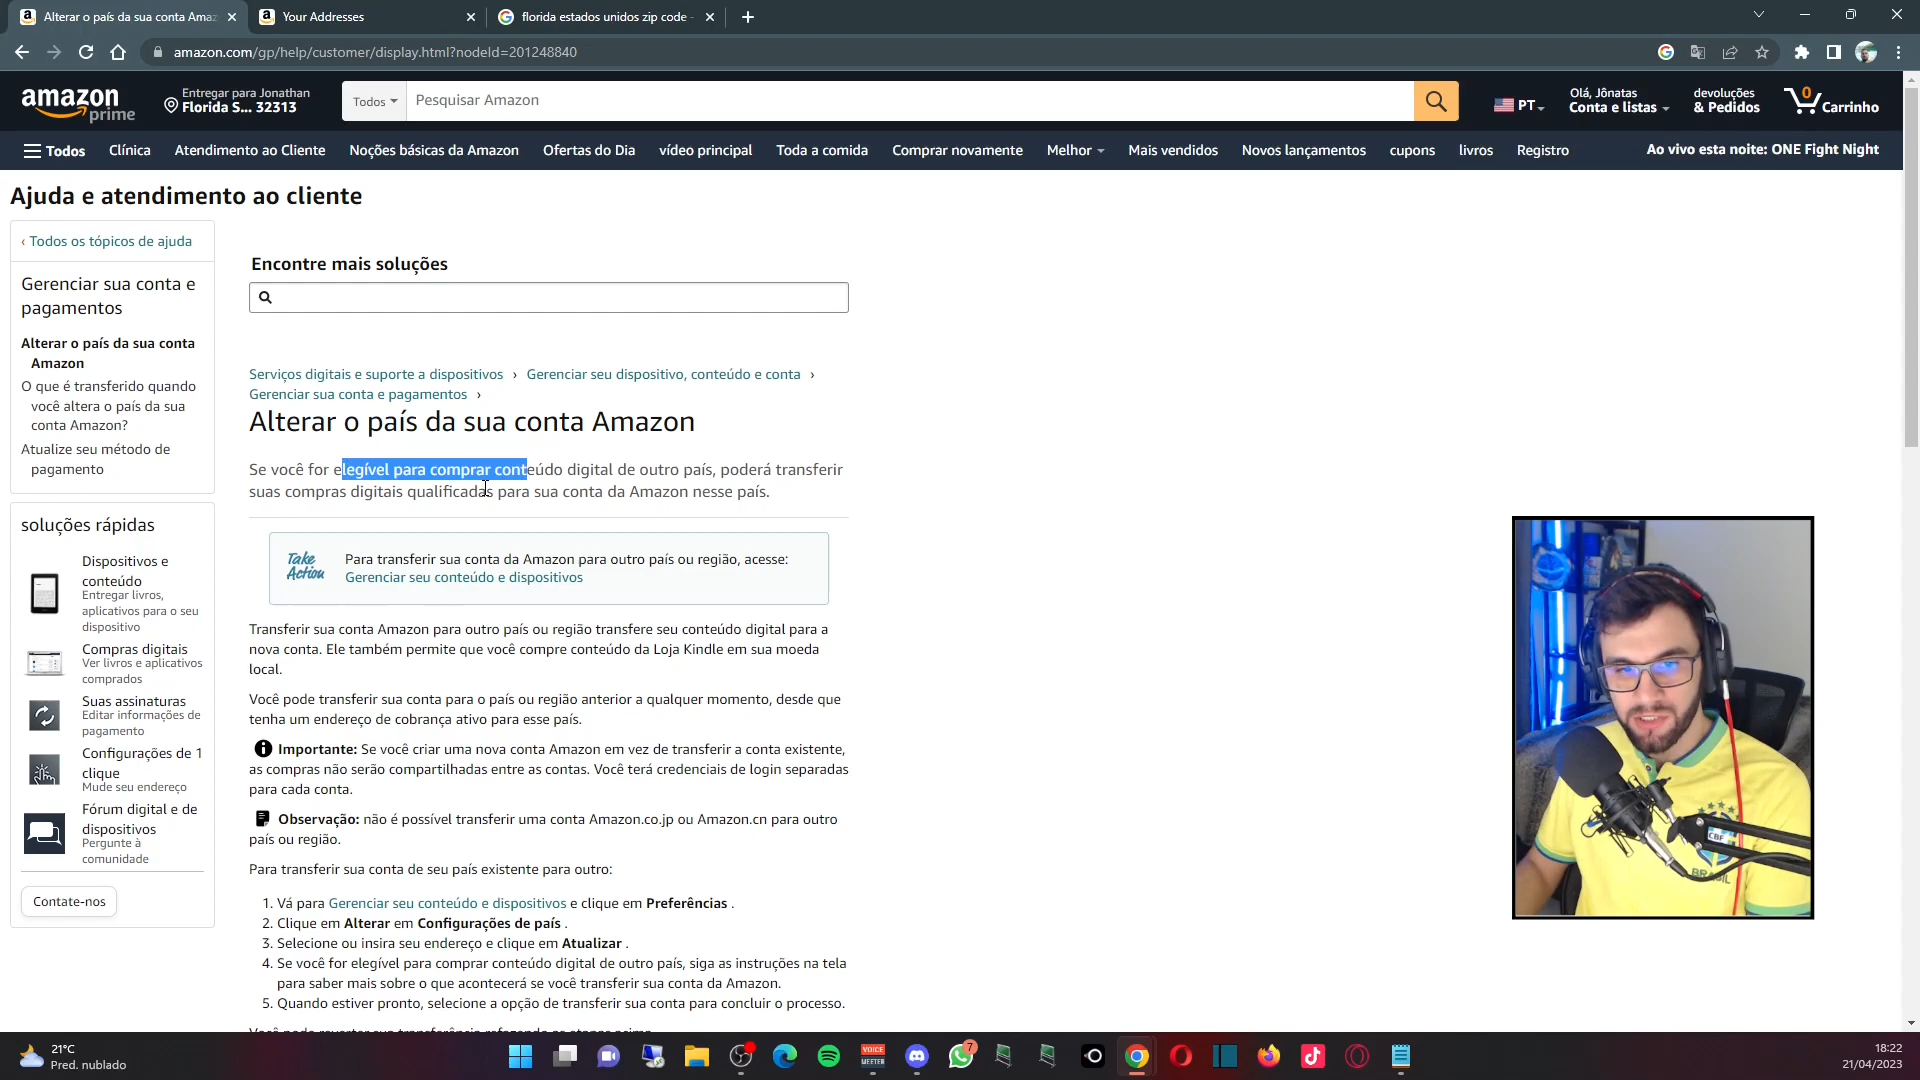 Alterar o país da sua conta Amaz
Your Addresses
florida estados unidos zip code -
amazon.com/gp/help/customer/display.html?nodeId=201248840
amazon prime
Entregar para Jonathan
Florida S... 32313
Todos
Pesquisar Amazon
PT
Olá, Jônatas
Conta e listas
devoluções
& Pedidos
0
Carrinho
Todos
Clínica
Atendimento ao Cliente
Noções básicas da Amazon
Ofertas do Dia
vídeo principal
Toda a comida
Comprar novamente
Melhor
Mais vendidos
Novos lançamentos
cupons
livros
Registro
Ao vivo esta noite: ONE Fight Night
Ajuda e atendimento ao cliente
‹ Todos os tópicos de ajuda
Gerenciar sua conta e
pagamentos
Alterar o país da sua conta
Amazon
O que é transferido quando
você altera o país da sua
conta Amazon?
Atualize seu método de
pagamento
soluções rápidas
Dispositivos e
conteúdo
Entregar livros,
aplicativos para o seu
dispositivo
Compras digitais
Ver livros e aplicativos
comprados
Suas assinaturas
Editar informações de
pagamento
Configurações de 1
clique
Mude seu endereço
Fórum digital e de
dispositivos
Pergunte à
comunidade
Contate-nos
Encontre mais soluções
Serviços digitais e suporte a dispositivos › Gerenciar seu dispositivo, conteúdo e conta ›
Gerenciar sua conta e pagamentos ›
Alterar o país da sua conta Amazon
Se você for elegível para comprar conteúdo digital de outro país, poderá transferir
suas compras digitais qualificadas para sua conta da Amazon nesse país.
Take
Action
Para transferir sua conta da Amazon para outro país ou região, acesse:
Gerenciar seu conteúdo e dispositivos
Transferir sua conta Amazon para outro país ou região transfere seu conteúdo digital para a
nova conta. Ele também permite que você compre conteúdo da Loja Kindle em sua moeda
local.
Você pode transferir sua conta para o país ou região anterior a qualquer momento, desde que
tenha um endereço de cobrança ativo para esse país.
Importante: Se você criar uma nova conta Amazon em vez de transferir a conta existente,
as compras não serão compartilhadas entre as contas. Você terá credenciais de login separadas
para cada conta.
Observação: não é possível transferir uma conta Amazon.co.jp ou Amazon.cn para outro
país ou região.
Para transferir sua conta de seu país existente para outro:
1. Vá para Gerenciar seu conteúdo e dispositivos e clique em Preferências .
2. Clique em Alterar em Configurações de país .
3. Selecione ou insira seu endereço e clique em Atualizar .
4. Se você for elegível para comprar conteúdo digital de outro país, siga as instruções na tela
para saber mais sobre o que acontecerá se você transferir sua conta da Amazon.
5. Quando estiver pronto, selecione a opção de transferir sua conta para concluir o processo.
CBF
BRASIL
21°C
Pred. nublado
VOICE
MEETER
7
18:22
21/04/2023